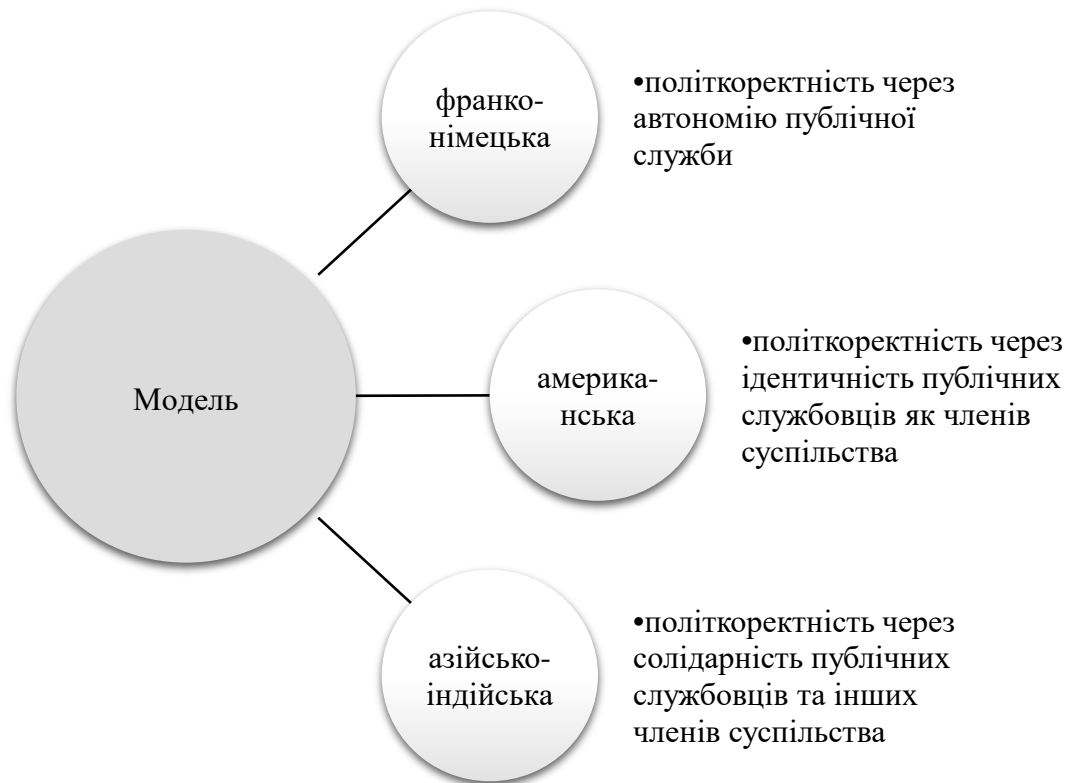 франко-
німецька
•політкоректність через
автономію публічної
служби
Модель
америка-
нська
•політкоректність через
ідентичність публічних
службовців як членів
суспільства
азійсько-
індійська
•політкоректність через
солідарність публічних
службовців та інших
членів суспільства